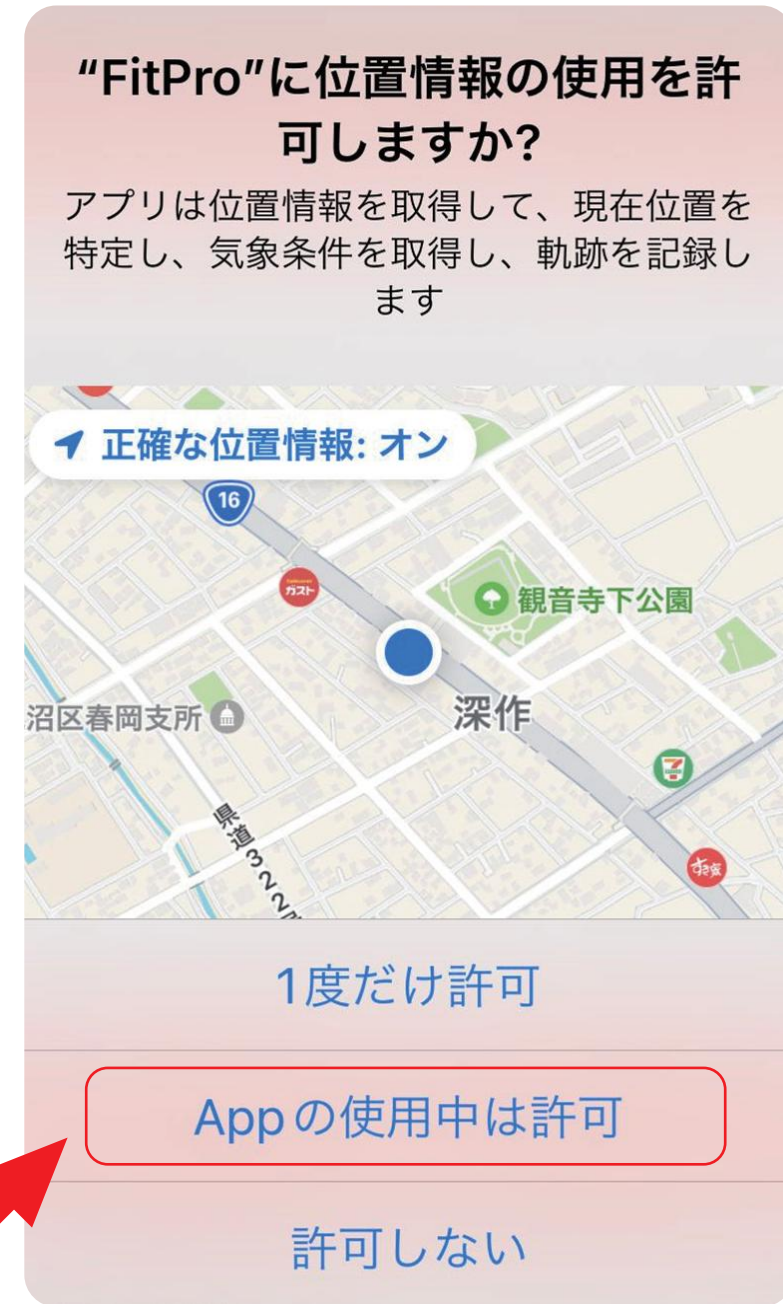 “FitPro”に位置情報の使用を許
可しますか?
アプリは位置情報を取得して、現在位置を
特定し、気象条件を取得し、軌跡を記録し
ます
正確な位置情報: オン
16
ガスト
観音寺下公園
沼区春岡支所
深作
7
県道322
すき家
1度だけ許可
Appの使用中は許可
許可しない